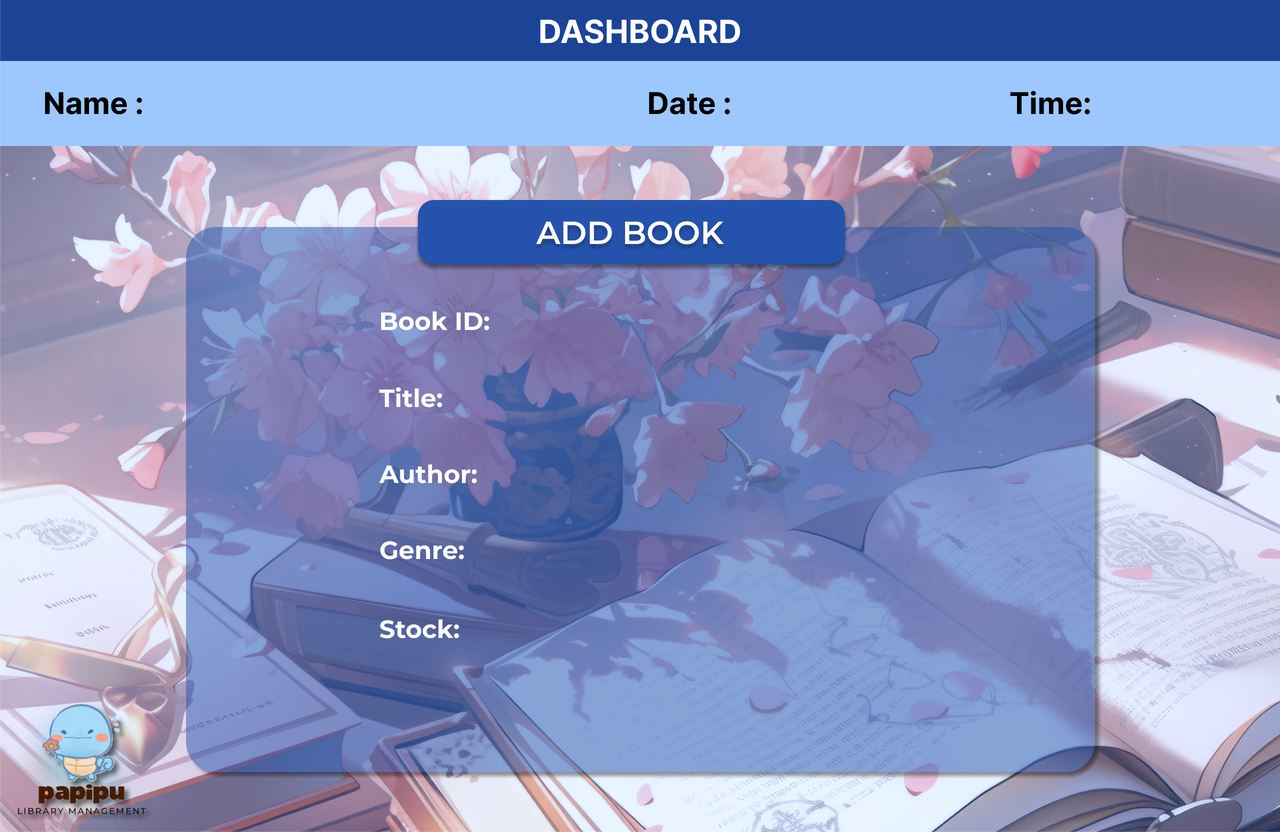 DASHBOARD
Name : Date : Time:
ADD BOOK
Book ID:
Title:
Author:
Genre:
Stock:
papipu
LIBRARY MANAGEMENT